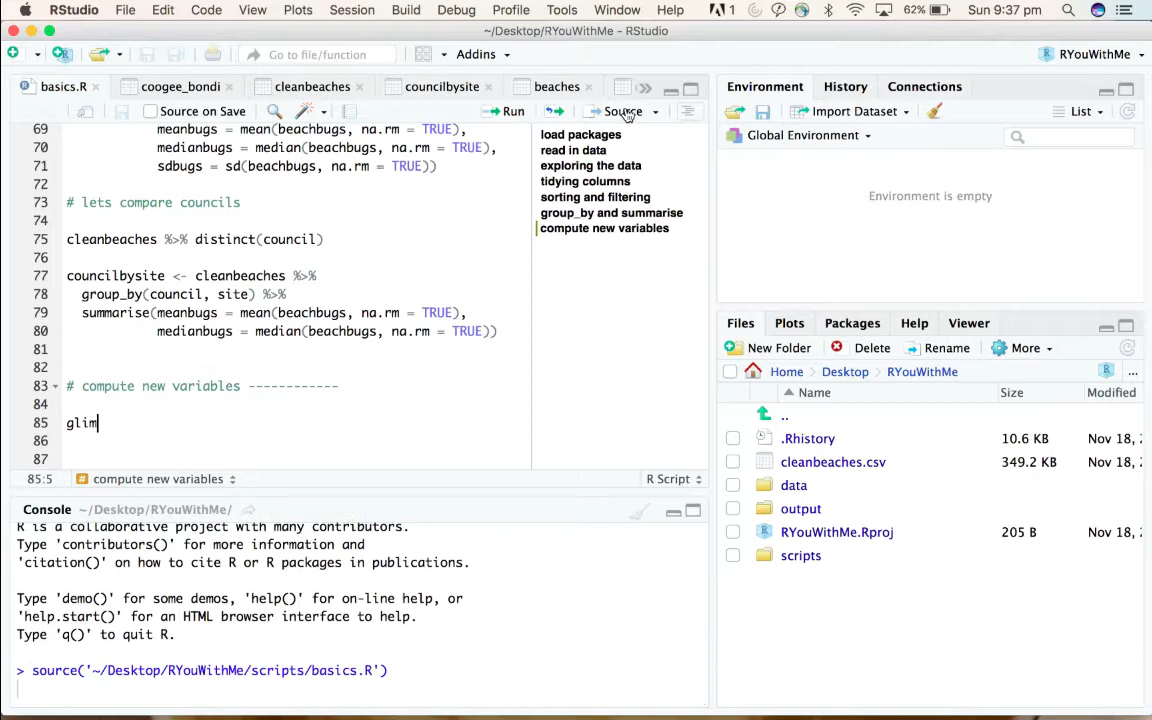 RStudio File Edit Code View Plots Session Build Debug Profile Tools Window Help 1 62% Sun 9:37 pm
~/Desktop/RYouWithMe - RStudio
Go to file/function Addins RYouWithMe
basics.R coogee_bondi cleanbeaches councilbysite beaches
Source on Save Run Source
69 meanbugs = mean(beachbugs, na.rm = TRUE),
70 medianbugs = median(beachbugs, na.rm = TRUE),
71 sdbugs = sd(beachbugs, na.rm = TRUE))
72
73 # lets compare councils
74
75 cleanbeaches %>% distinct(council)
76
77 councilbysite <- cleanbeaches %>%
78 group_by(council, site) %>%
79 summarise(meanbugs = mean(beachbugs, na.rm = TRUE),
80 medianbugs = median(beachbugs, na.rm = TRUE))
81
82
83 # compute new variables ------------
84
85 glim
86
87
load packages
read in data
exploring the data
tidying columns
sorting and filtering
group_by and summarise
compute new variables
85:5 compute new variables R Script
Console ~/Desktop/RYouWithMe/
R is a collaborative project with many contributors.
Type 'contributors()' for more information and
'citation()' on how to cite R or R packages in publications.
Type 'demo()' for some demos, 'help()' for on-line help, or
'help.start()' for an HTML browser interface to help.
Type 'q()' to quit R.
> source('~/Desktop/RYouWithMe/scripts/basics.R')
Environment History Connections
Import Dataset List
Global Environment
Environment is empty
Files Plots Packages Help Viewer
New Folder Delete Rename More
Home Desktop RYouWithMe ...
Name Size Modified
..
.Rhistory 10.6 KB Nov 18, 2
cleanbeaches.csv 349.2 KB Nov 18, 2
data
output
RYouWithMe.Rproj 205 B Nov 18, 2
scripts